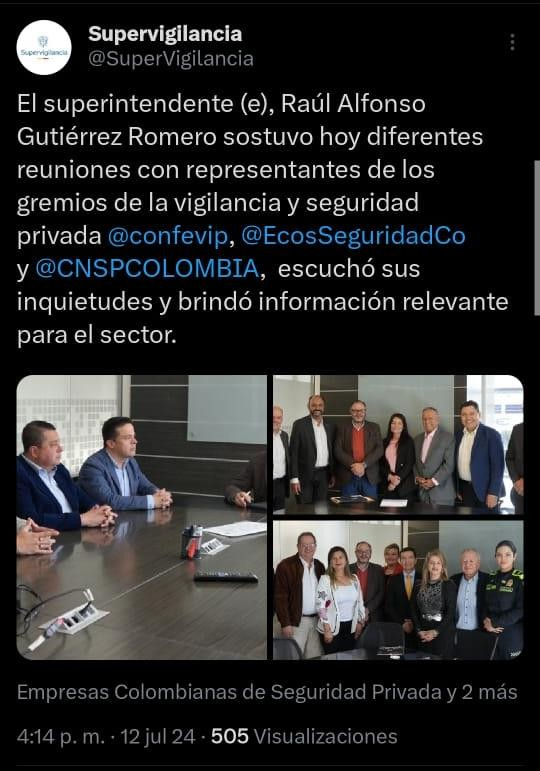 Supervigilancia
Supervigilancia
@SuperVigilancia
El superintendente (e), Raúl Alfonso
Gutiérrez Romero sostuvo hoy diferentes
reuniones con representantes de los
gremios de la vigilancia y seguridad
privada @confevip, @EcosSeguridadCo
y @CNSPCOLOMBIA, escuchó sus
inquietudes y brindó información relevante
para el sector.
Empresas Colombianas de Seguridad Privada y 2 más
4:14 p. m. · 12 jul 24 · 505 Visualizaciones